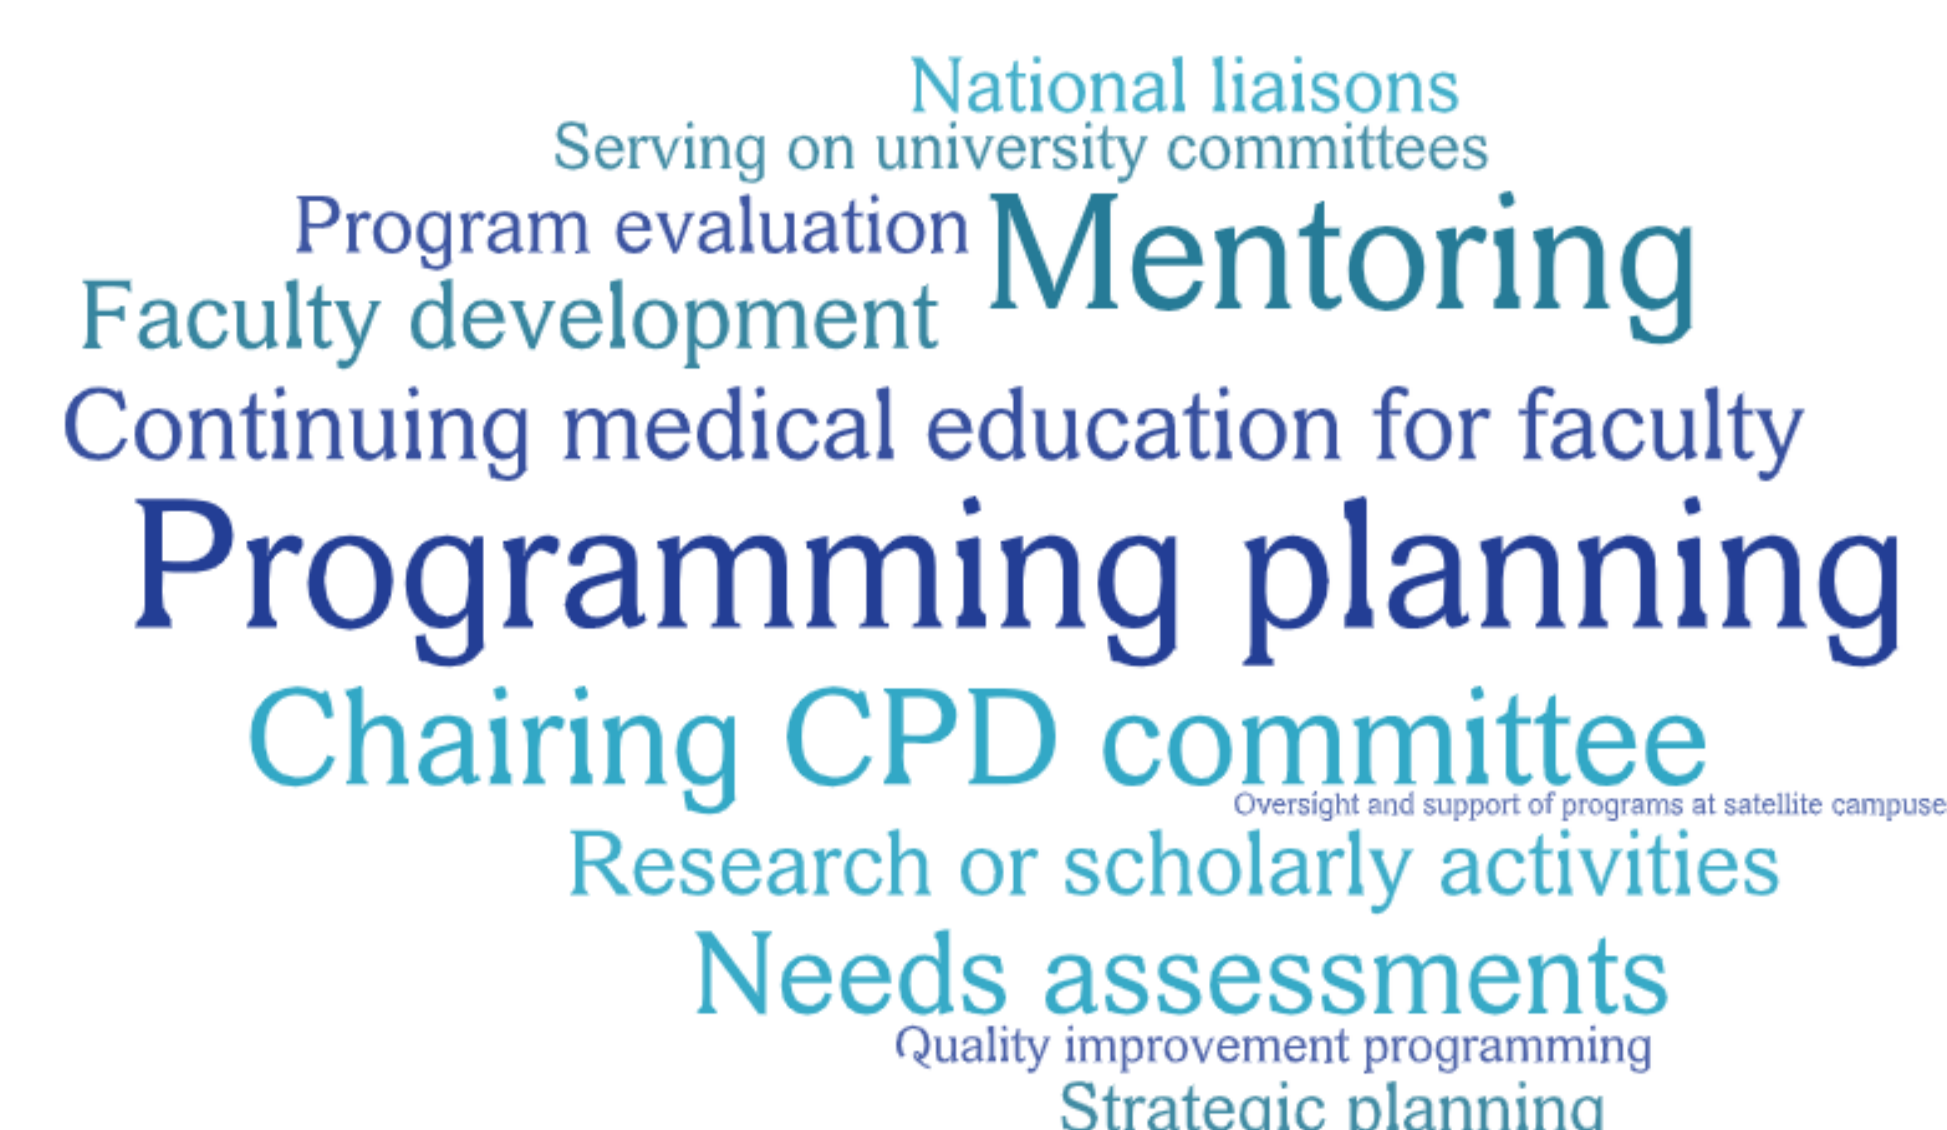 National liaisons
Serving on university committees
Program evaluation
Mentoring
Faculty development
Continuing medical education for faculty
Programming planning
Chairing CPD committee
Oversight and support of programs at satellite campuse
Research or scholarly activities
Needs assessments
Quality improvement programming
Strategic planning